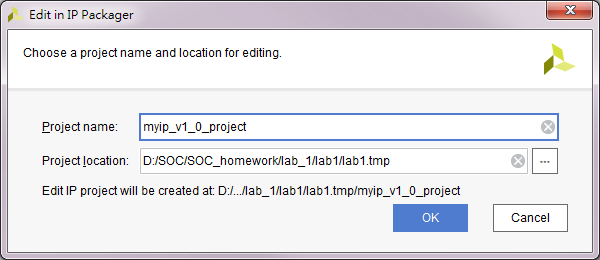 Edit in IP Packager
Choose a project name and location for editing.
Project name: myip_v1_0_project
Project location: D:/SOC/SOC_homework/lab_1/lab1/lab1.tmp ...
Edit IP project will be created at: D:/.../lab_1/lab1/lab1.tmp/myip_v1_0_project
OK Cancel